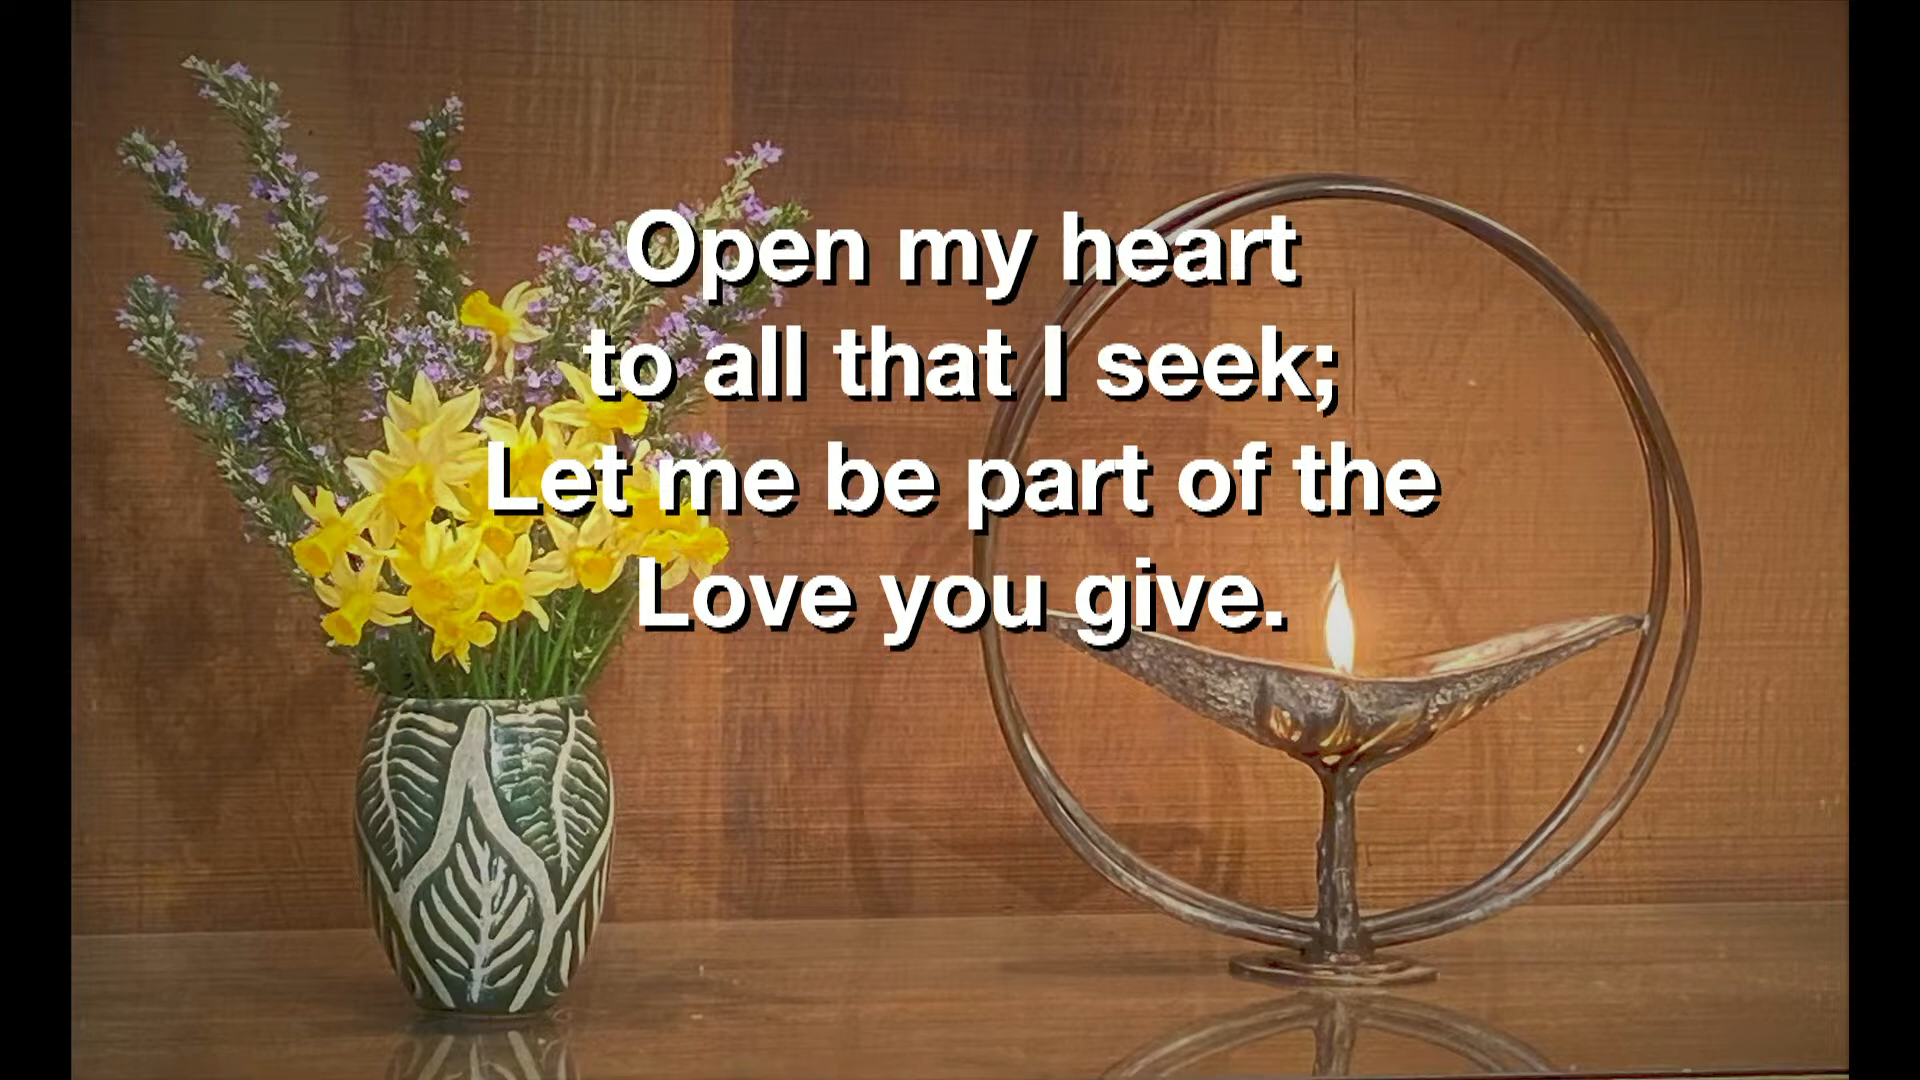 Open my heart
to all that I seek;
Let me be part of the
Love you give.